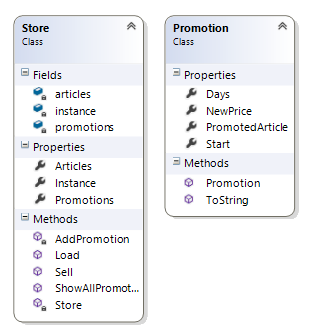 Store
Class
Fields
articles
instance
promotions
Properties
Articles
Instance
Promotions
Methods
AddPromotion
Load
Sell
ShowAllPromot...
Store
Promotion
Class
Properties
Days
NewPrice
PromotedArticle
Start
Methods
Promotion
ToString